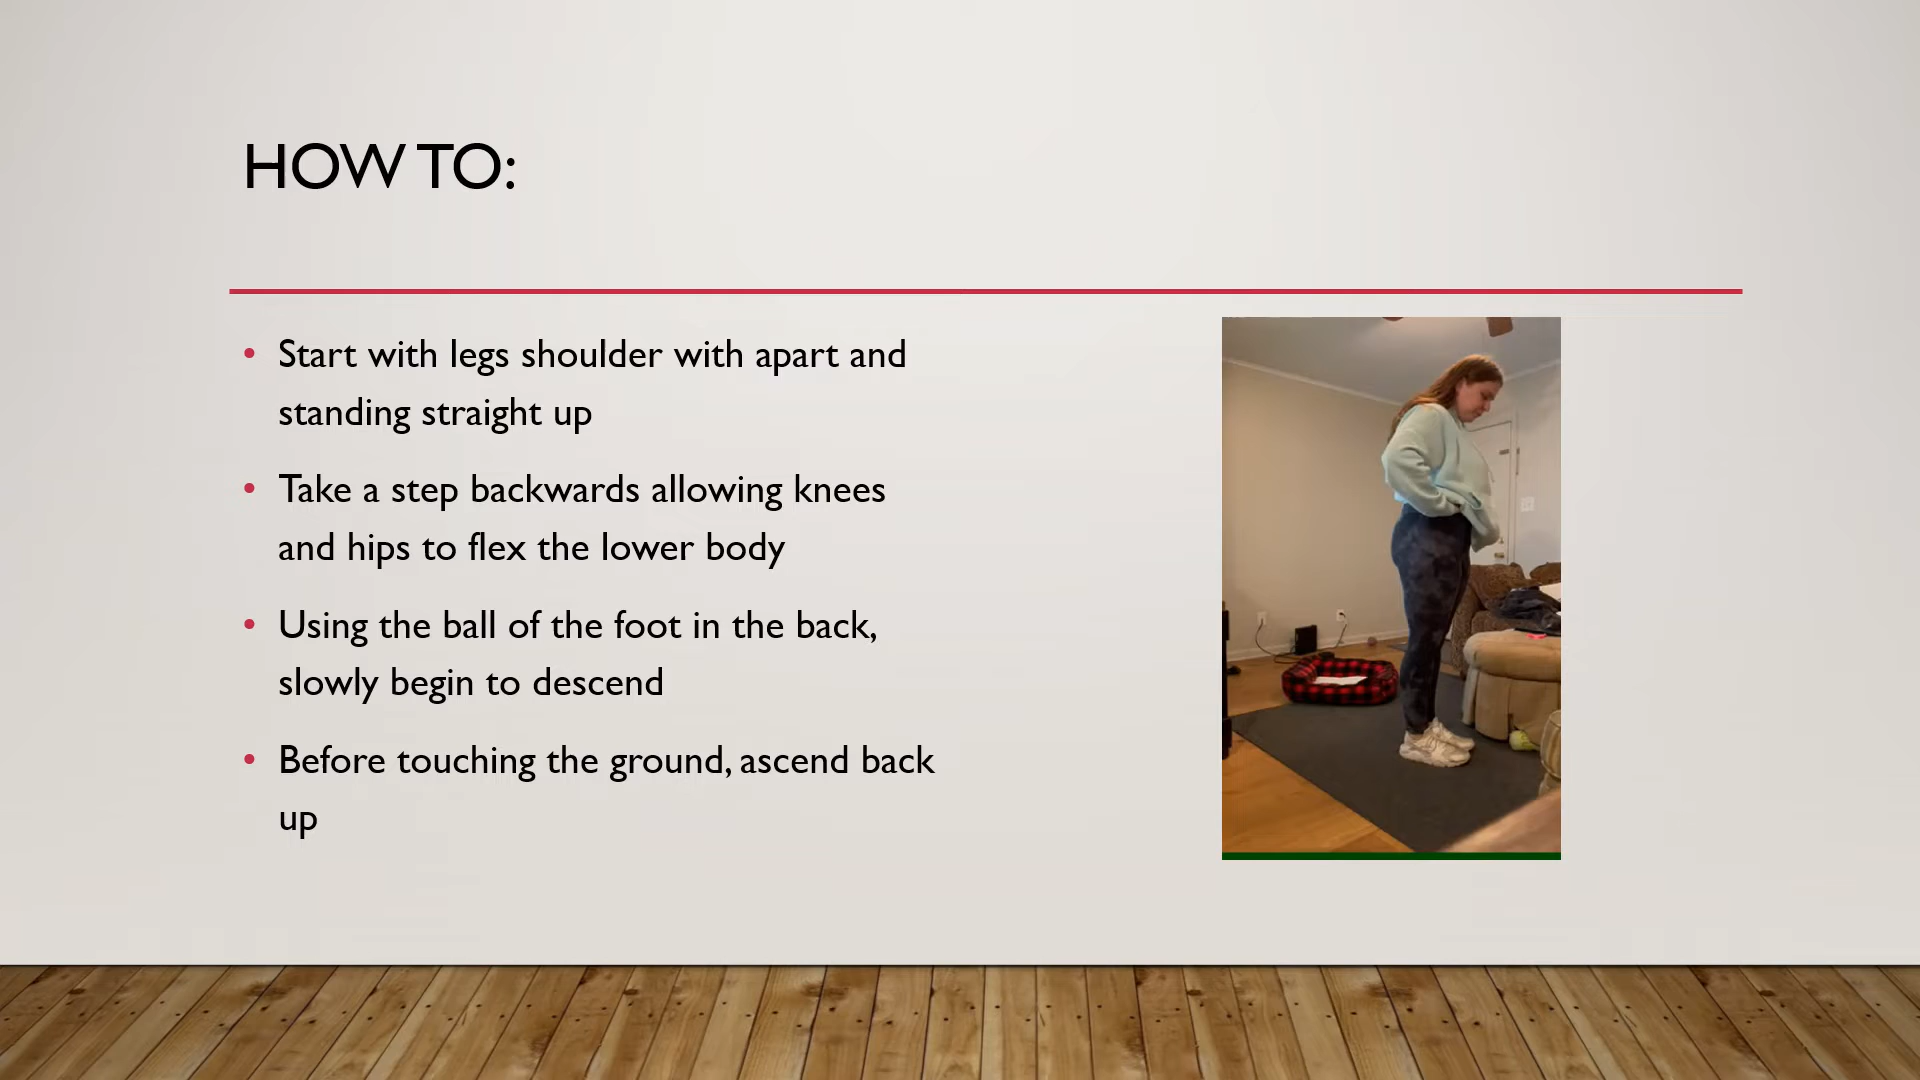 HOW TO:
• Start with legs shoulder with apart and
standing straight up
• Take a step backwards allowing knees
and hips to flex the lower body
• Using the ball of the foot in the back,
slowly begin to descend
• Before touching the ground, ascend back
up